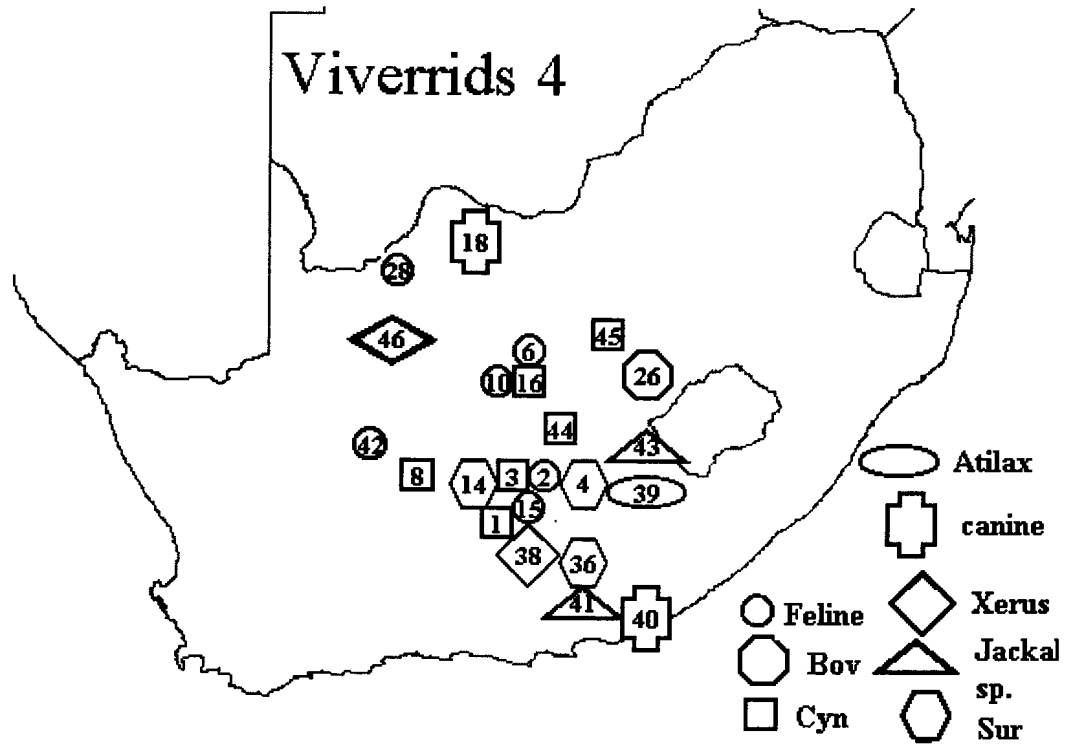 Viverrids 4
18
28
46
45
6
10 16
26
44
42
43
8
14
3
2
4
39
15
1
38
36
41
40
Atilax
canine
Feline
Xerus
Bov
Jackal
sp.
Cyn
Sur